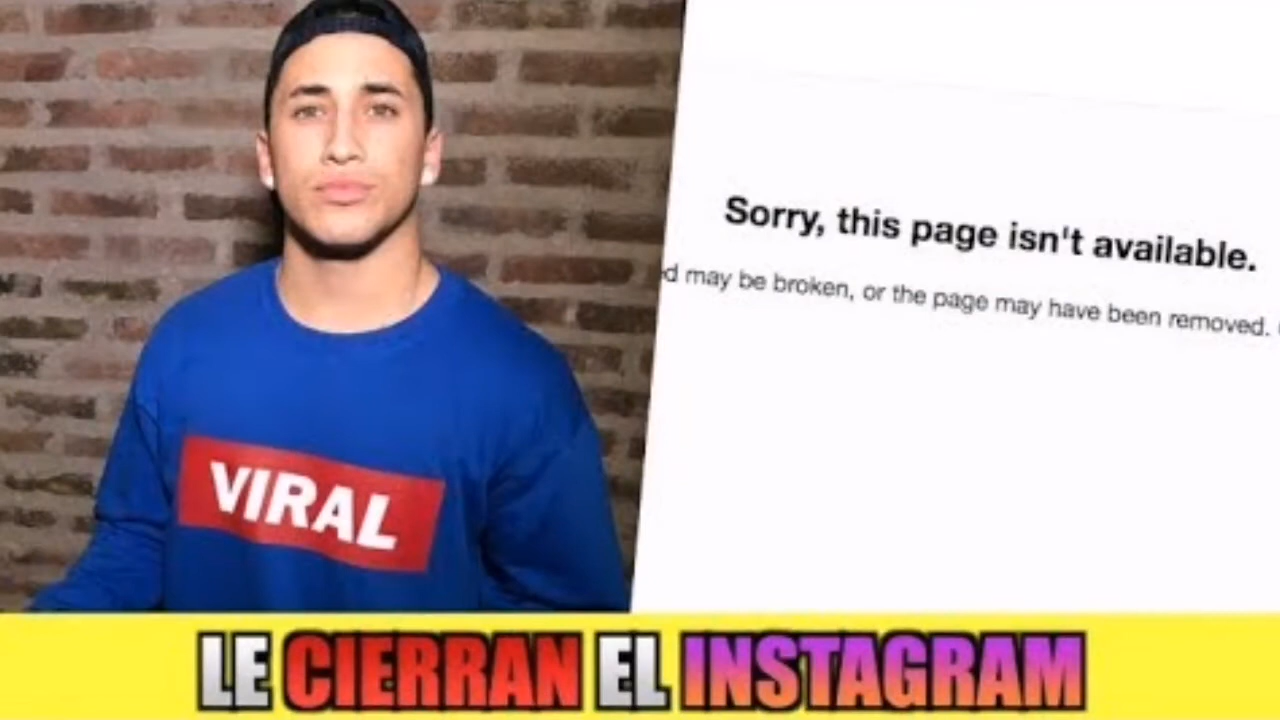 VIRAL
Sorry, this page isn't available.
d may be broken, or the page may have been removed.
LE CIERRAN EL INSTAGRAM